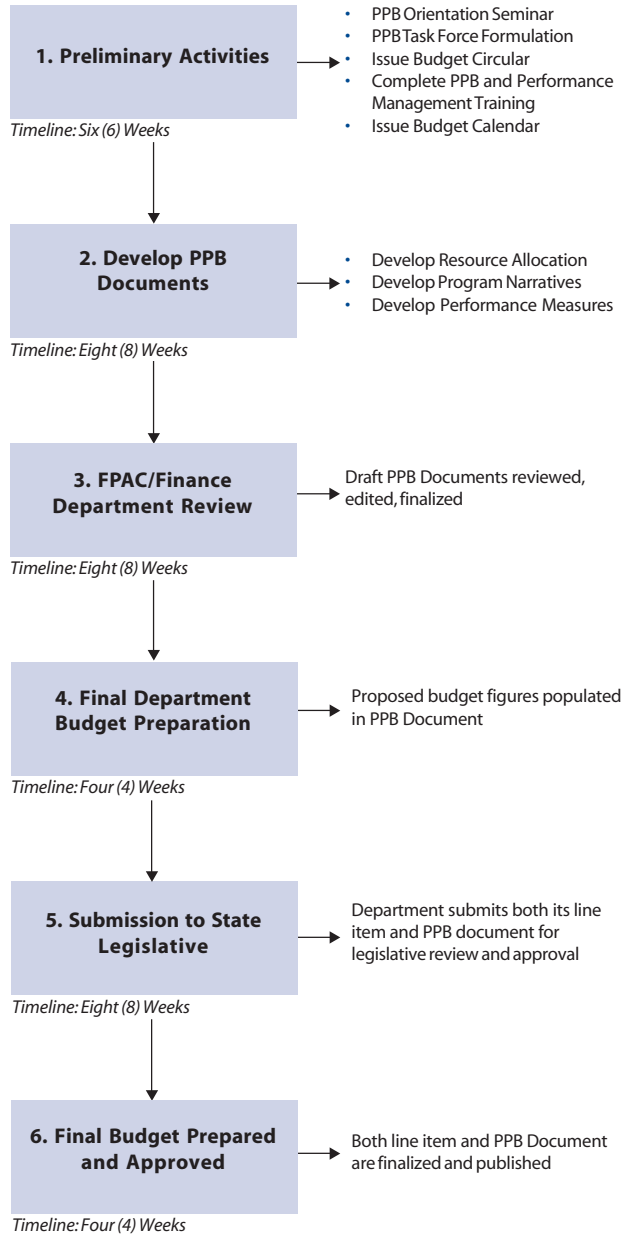 1. Preliminary Activities
• PPB Orientation Seminar
• PPB Task Force Formulation
• Issue Budget Circular
• Complete PPB and Performance
Management Training
• Issue Budget Calendar
Timeline: Six (6) Weeks
2. Develop PPB
Documents
• Develop Resource Allocation
• Develop Program Narratives
• Develop Performance Measures
Timeline: Eight (8) Weeks
3. FPAC/Finance
Department Review
Draft PPB Documents reviewed,
edited, finalized
Timeline: Eight (8) Weeks
4. Final Department
Budget Preparation
Proposed budget figures populated
in PPB Document
Timeline: Four (4) Weeks
5. Submission to State
Legislative
Department submits both its line
item and PPB document for
legislative review and approval
Timeline: Eight (8) Weeks
6. Final Budget Prepared
and Approved
Both line item and PPB Document
are finalized and published
Timeline: Four (4) Weeks